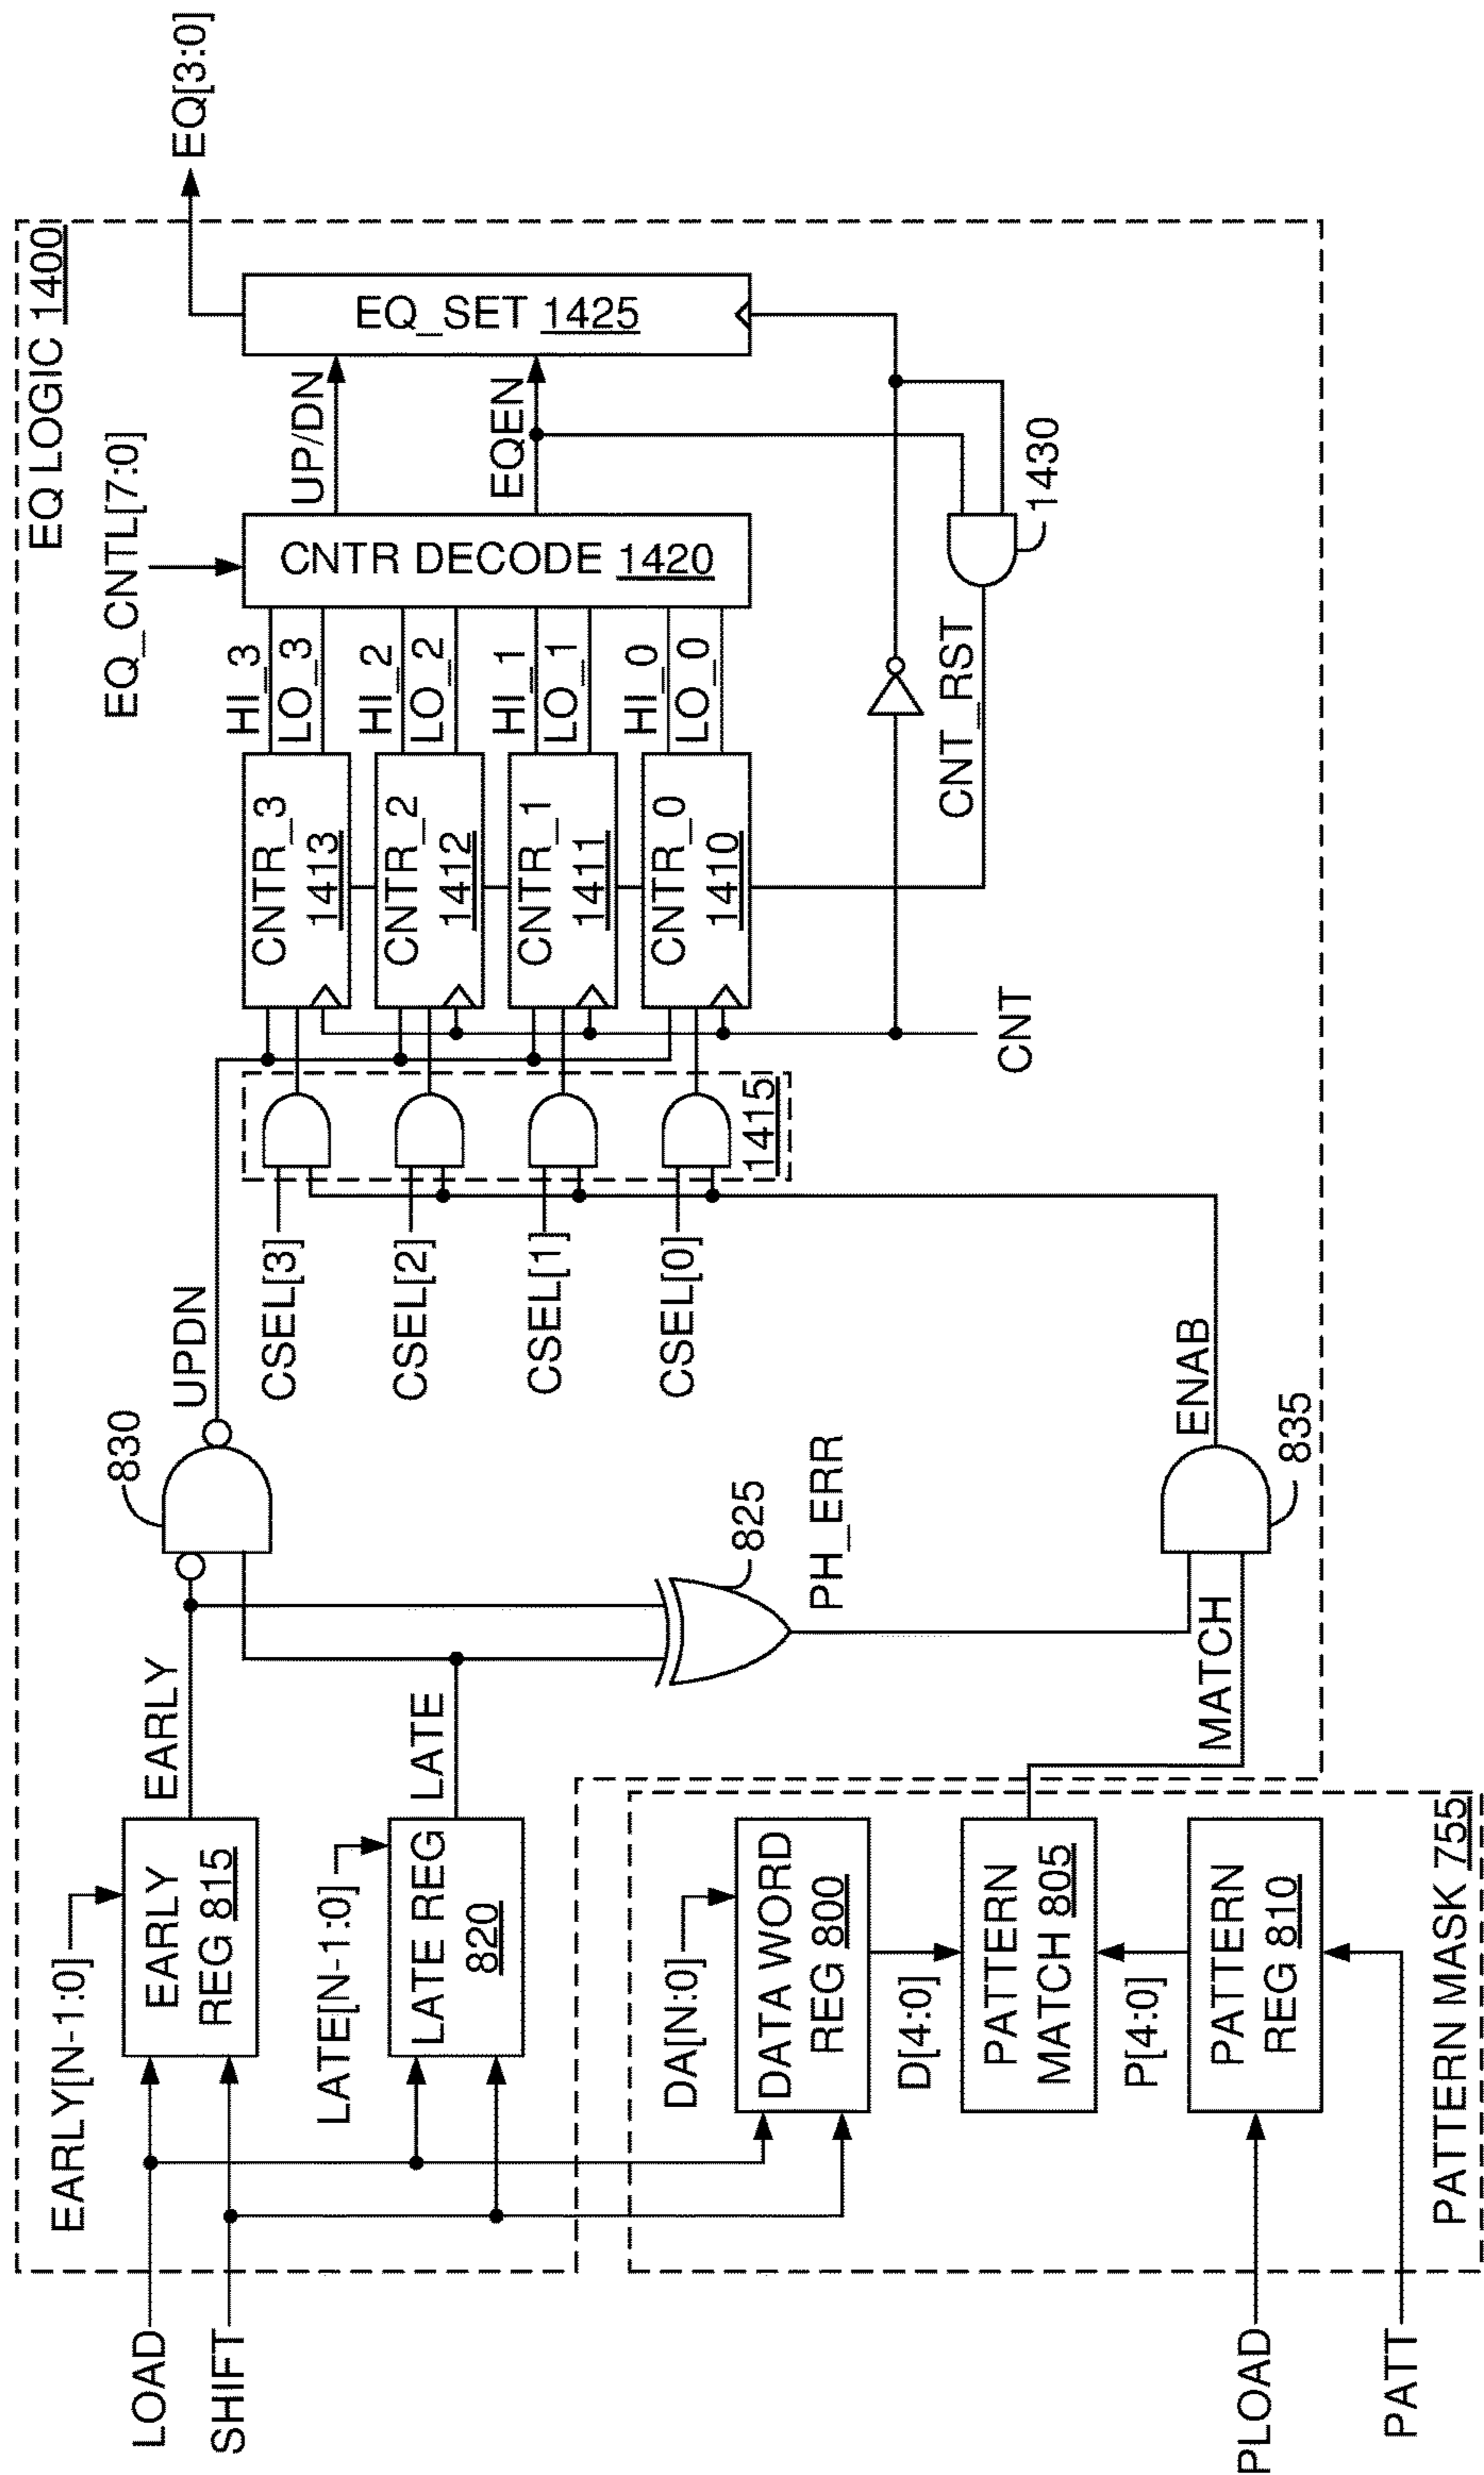 EQ LOGIC 1400
LOAD
SHIFT
EARLY[N-1:0]
EARLY
REG 815
EARLY
LATE[N-1:0]
LATE REG
820
LATE
830
UPDN
825
PH_ERR
DA[N:0]
DATA WORD
REG 800
D[4:0]
PATTERN
MATCH 805
P[4:0]
PATTERN
REG 810
PATTERN MASK 755
PLOAD
PATT
MATCH
835
ENAB
CSEL[3]
CSEL[2]
CSEL[1]
CSEL[0]
1415
CNT
CNTR_3
1413
CNTR_2
1412
CNTR_1
1411
CNTR_0
1410
HI_3
LO_3
HI_2
LO_2
HI_1
LO_1
HI_0
LO_0
CNT_RST
EQ_CNTL[7:0]
CNTR DECODE 1420
UP/DN
EQEN
1430
EQ_SET 1425
EQ[3:0]